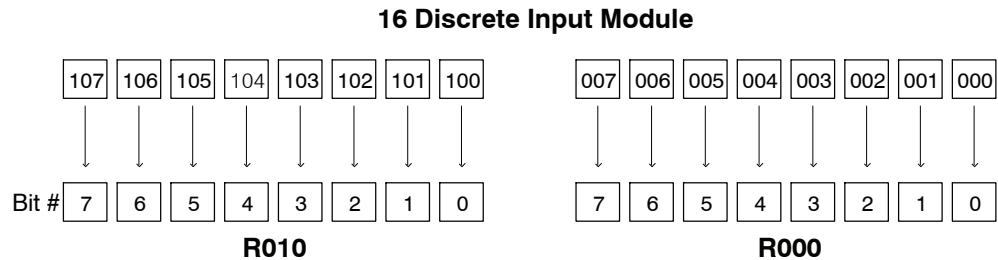 16 Discrete Input Module
107 106 105 104 103 102 101 100 007 006 005 004 003 002 001 000
Bit # 7 6 5 4 3 2 1 0 7 6 5 4 3 2 1 0
R010 R000